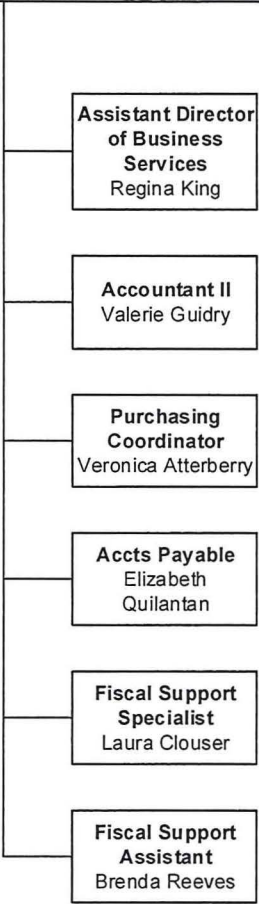 Assistant Director
of Business
Services
Regina King
Accountant II
Valerie Guidry
Purchasing
Coordinator
Veronica Atterberry
Accts Payable
Elizabeth
Quilantan
Fiscal Support
Specialist
Laura Clouser
Fiscal Support
Assistant
Brenda Reeves